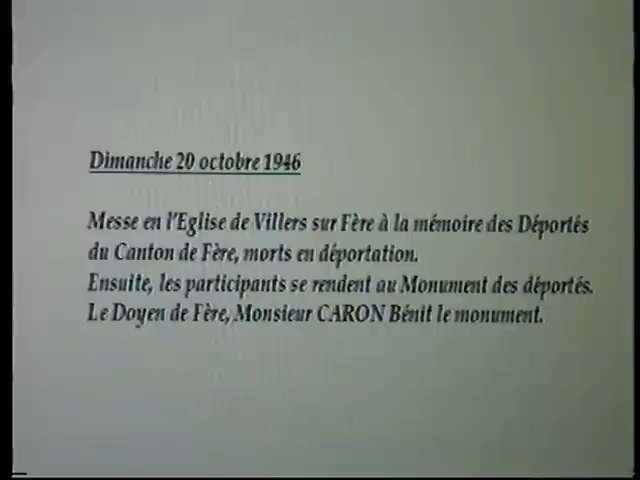 Dimanche 20 octobre 1946
Messe en l'Eglise de Villers sur Fère à la mémoire des Déportés
du Canton de Fère, morts en déportation.
Ensuite, les participants se rendent au Monument des déportés.
Le Doyen de Fère, Monsieur CARON Bénit le monument.